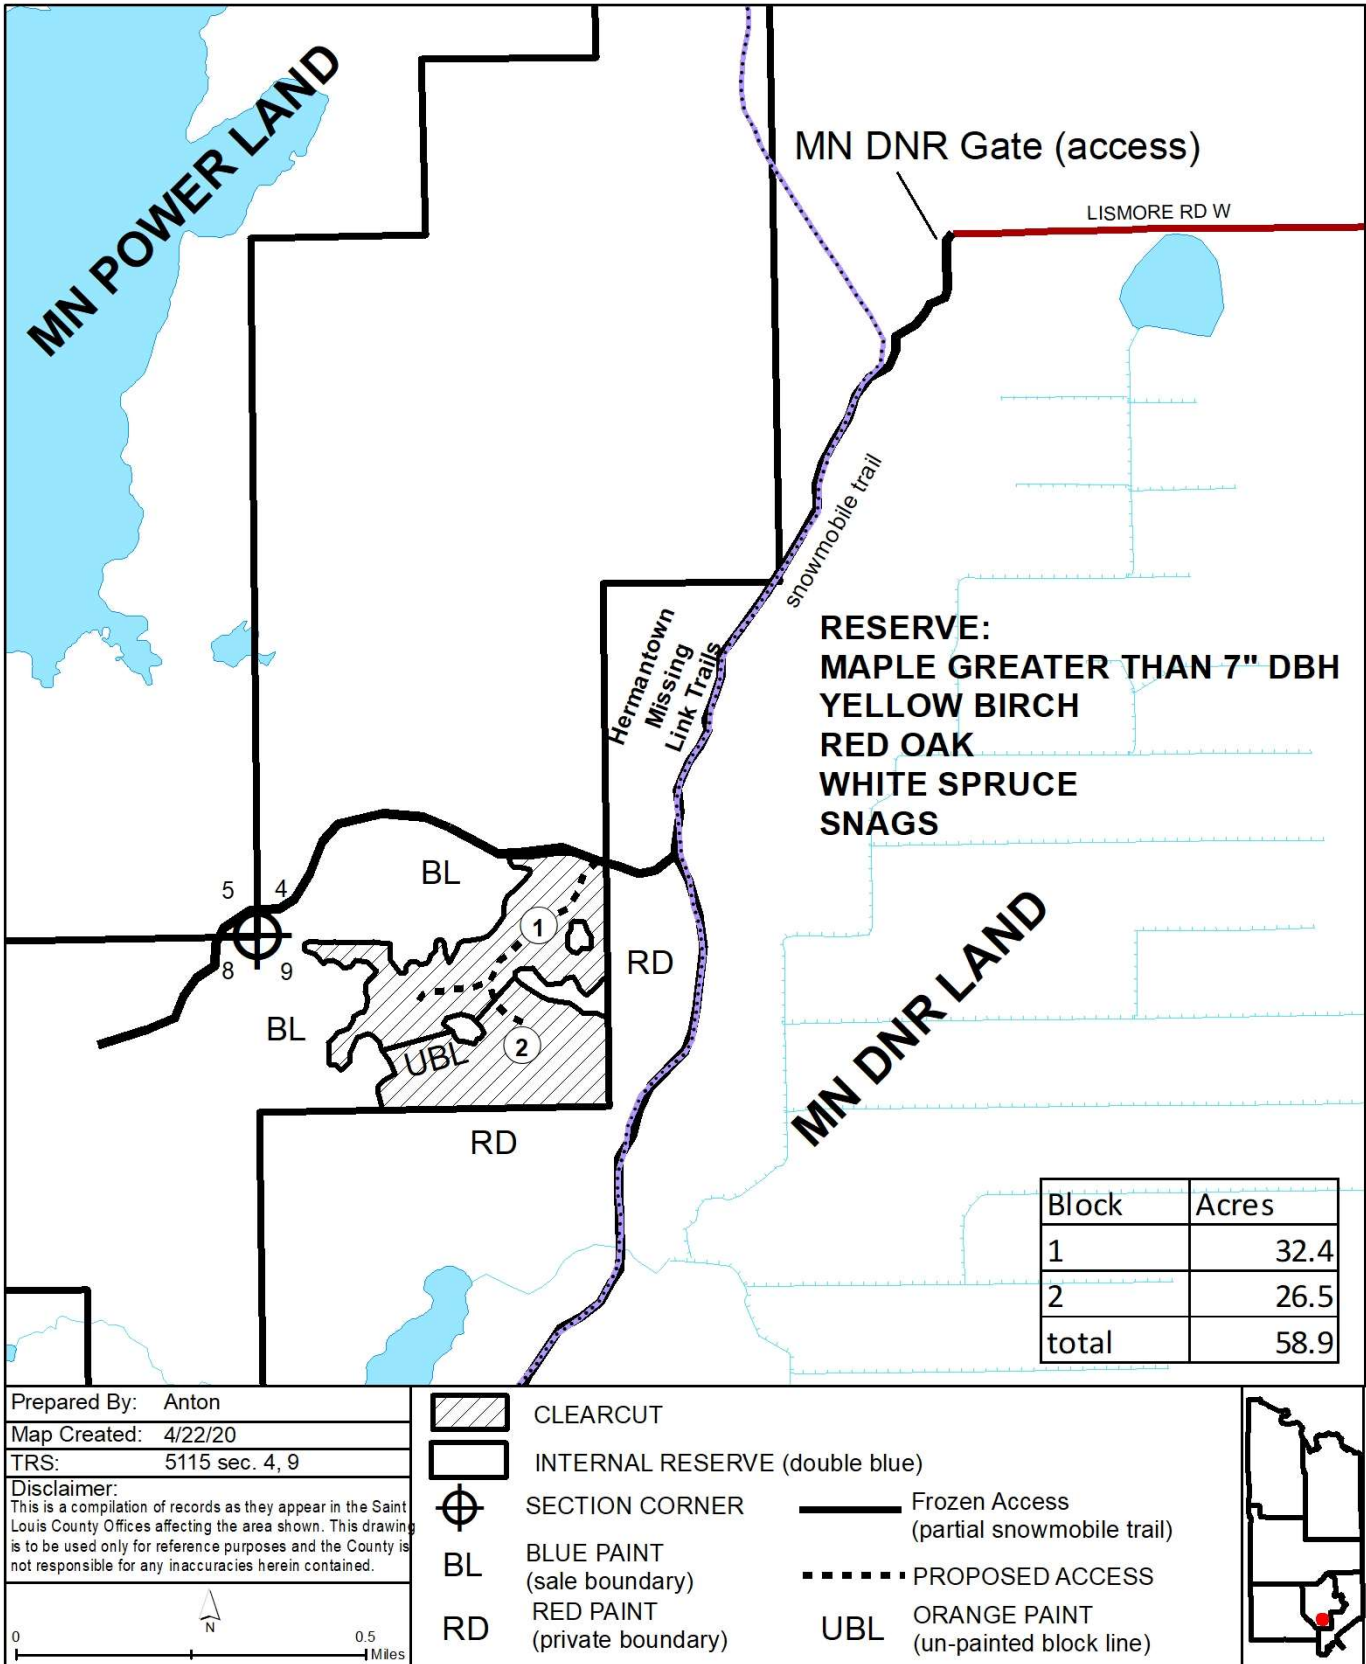 MN POWER LAND
MN DNR Gate (access)
LISMORE RD W
snowmobile trail
Hermantown
Missing
Link Trails
RESERVE:
MAPLE GREATER THAN 7" DBH
YELLOW BIRCH
RED OAK
WHITE SPRUCE
SNAGS
BL
5 4
1
RD
8 9
BL
UBL
2
RD
MN DNR LAND
Block Acres
1 32.4
2 26.5
total 58.9
Prepared By: Anton
Map Created: 4/22/20
TRS: 5115 sec. 4, 9
Disclaimer:
This is a compilation of records as they appear in the Saint
Louis County Offices affecting the area shown. This drawing
is to be used only for reference purposes and the County is
not responsible for any inaccuracies herein contained.
N
0 0.5
Miles
CLEARCUT
INTERNAL RESERVE (double blue)
SECTION CORNER
BL BLUE PAINT
(sale boundary)
RD RED PAINT
(private boundary)
Frozen Access
(partial snowmobile trail)
PROPOSED ACCESS
UBL ORANGE PAINT
(un-painted block line)